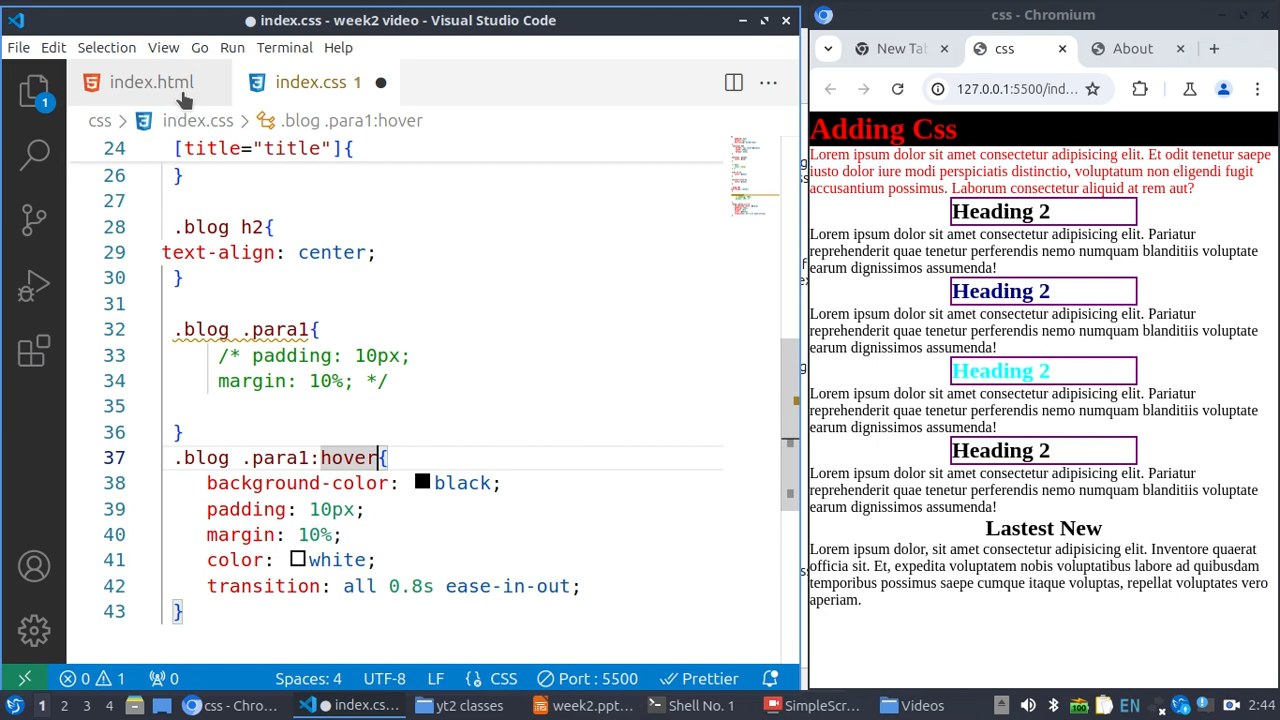 index.css - week2 video - Visual Studio Code
File Edit Selection View Go Run Terminal Help
index.html index.css 1
css > index.css > .blog .para1:hover
24 [title="title"]{
26 }
27
28 .blog h2{
29 text-align: center;
30 }
31
32 .blog .para1{
33 /* padding: 10px;
34 margin: 10%; */
35
36 }
37 .blog .para1:hover{
38 background-color: black;
39 padding: 10px;
40 margin: 10%;
41 color: white;
42 transition: all 0.8s ease-in-out;
43 }
1
0 1 0 Spaces: 4 UTF-8 LF {} CSS Port : 5500 Prettier
css - Chromium
New Tab css About
127.0.0.1:5500/ind...
Adding Css
Lorem ipsum dolor sit amet consectetur adipisicing elit. Et odit tenetur saepe
iusto dolor iure modi perspiciatis distinctio, voluptatum non eligendi fugit
accusantium possimus. Laborum consectetur aliquid at rem aut?
Heading 2
Lorem ipsum dolor sit amet consectetur adipisicing elit. Pariatur
reprehenderit quae tenetur perferendis nemo numquam blanditiis voluptate
earum dignissimos assumenda!
Heading 2
Lorem ipsum dolor sit amet consectetur adipisicing elit. Pariatur
reprehenderit quae tenetur perferendis nemo numquam blanditiis voluptate
earum dignissimos assumenda!
Heading 2
Lorem ipsum dolor sit amet consectetur adipisicing elit. Pariatur
reprehenderit quae tenetur perferendis nemo numquam blanditiis voluptate
earum dignissimos assumenda!
Heading 2
Lorem ipsum dolor sit amet consectetur adipisicing elit. Pariatur
reprehenderit quae tenetur perferendis nemo numquam blanditiis voluptate
earum dignissimos assumenda!
Lastest New
Lorem ipsum dolor, sit amet consectetur adipisicing elit. Inventore quaerat
officia sit. Et, expedita voluptatem nobis voluptatibus labore ad quibusdam
temporibus possimus saepe cumque itaque voluptas, repellat voluptates vero
aperiam.
1 2 3 4 css - Chro... index.cs... yt2 classes week2.ppt... Shell No. 1 SimpleScr... Videos 100 EN 2:44